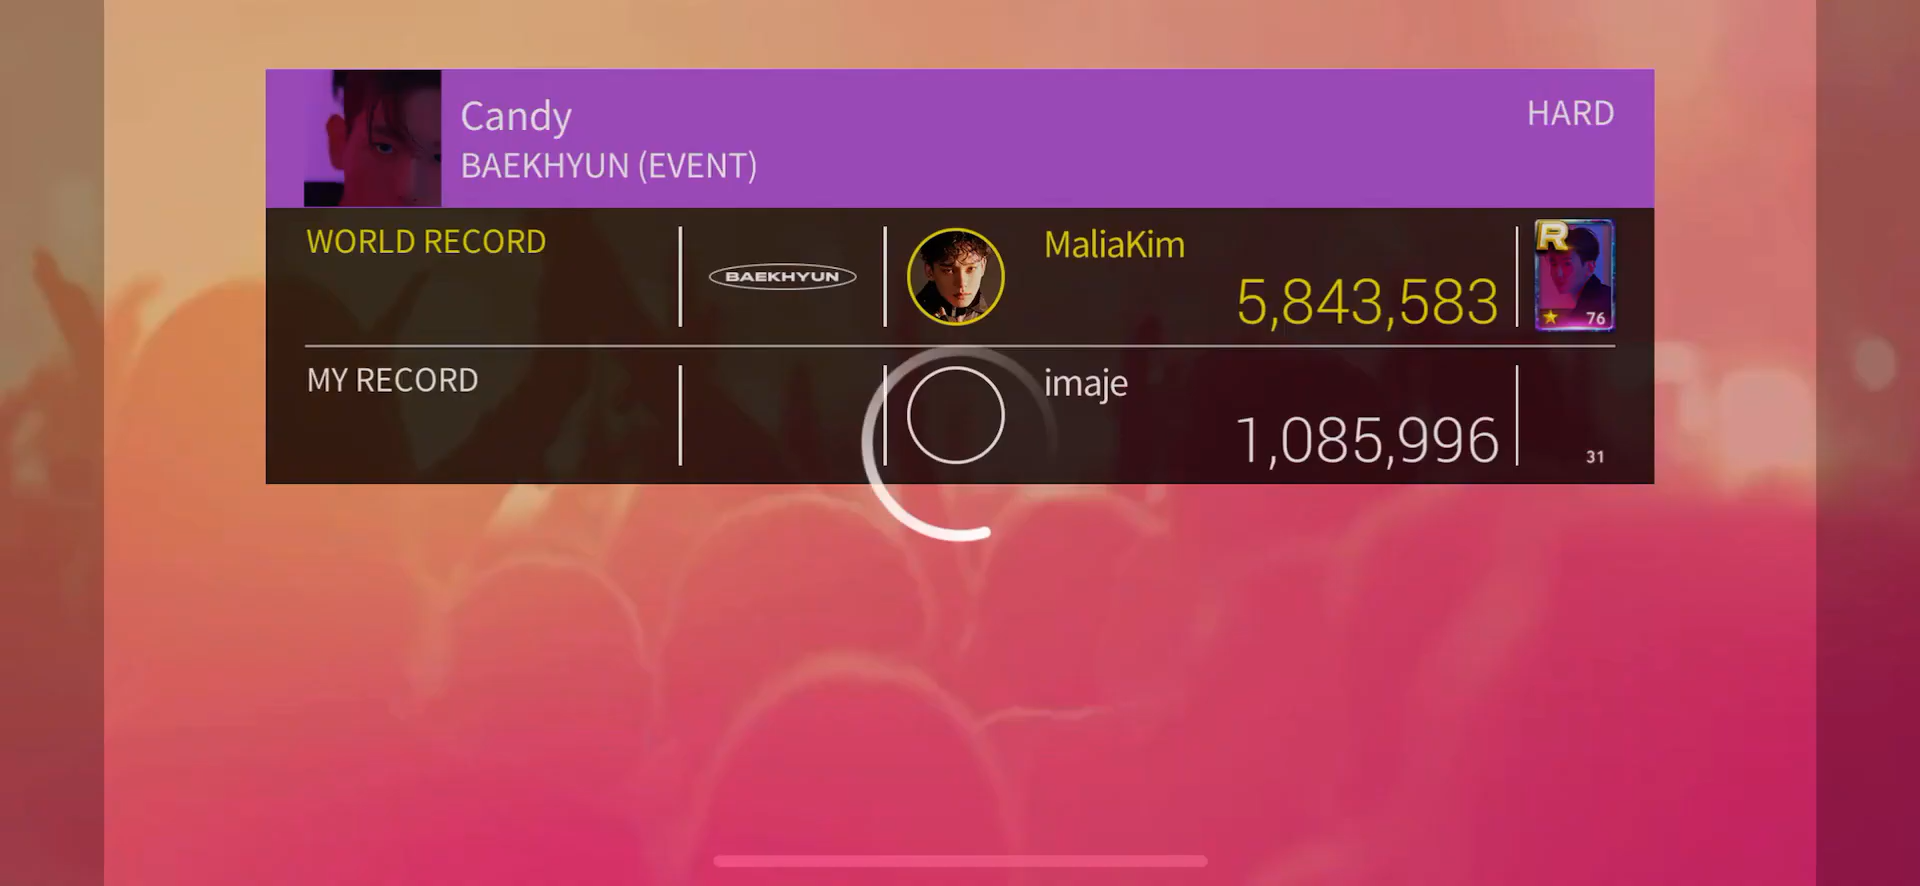 Candy
HARD
BAEKHYUN (EVENT)
WORLD RECORD
BAEKHYUN
MaliaKim
5,843,583
R
76
MY RECORD
imaje
1,085,996
31